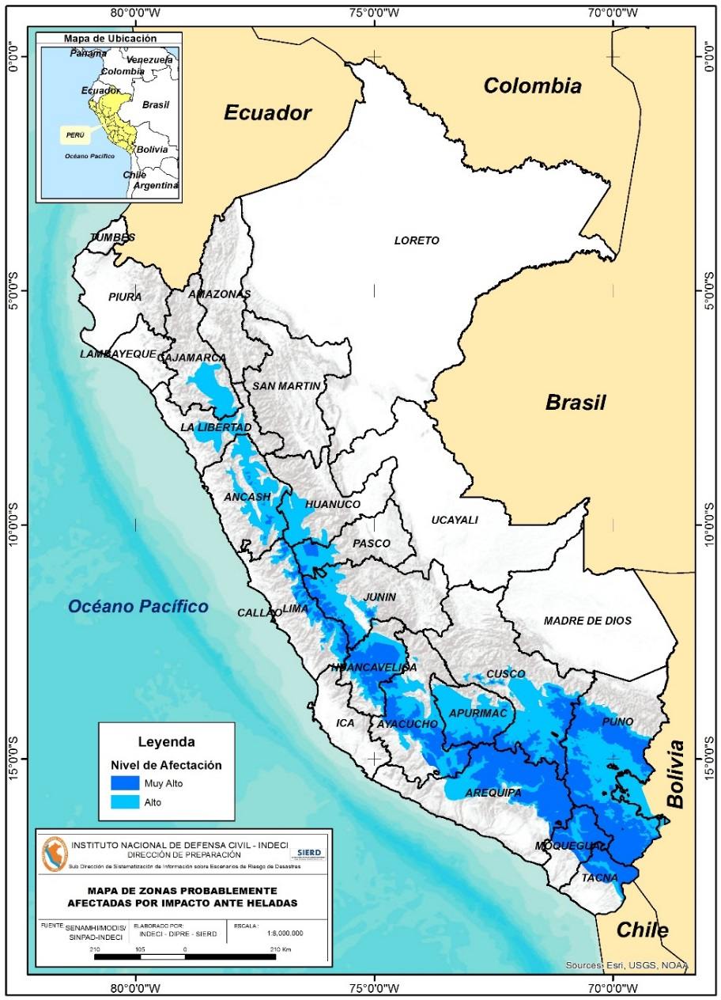 80°0'0"W
75°0'0"W
70°0'0"W
0°0'0"
5°0'0"S
10°0'0"S
15°0'0"S
0°0'0"
5°0'0"S
10°0'0"S
15°0'0"S
Mapa de Ubicación
Panama
Venezuela
Colombia
Ecuador
Brasil
PERÚ
Bolivia
Océano Pacífico
Chile
Argentina
Colombia
Ecuador
LORETO
TUMBES
PIURA
AMAZONAS
LAMBAYEQUE
CAJAMARCA
SAN MARTIN
Brasil
LA LIBERTAD
ANCASH
HUANUCO
UCAYALI
PASCO
Océano Pacífico
CALLAO
LIMA
JUNIN
MADRE DE DIOS
HUANCAVELICA
CUSCO
ICA
AYACUCHO
APURIMAC
PUNO
Bolivia
AREQUIPA
MOQUEGUA
TACNA
Chile
Leyenda
Nivel de Afectación
Muy Alto
Alto
INSTITUTO NACIONAL DE DEFENSA CIVIL - INDECI
DIRECCIÓN DE PREPARACIÓN
SIERD
Sub Dirección de Sistematización de Información sobre Escenarios de Riesgo de Desastres
MAPA DE ZONAS PROBABLEMENTE
AFECTADAS POR IMPACTO ANTE HELADAS
FUENTE: SENAMHI/MODIS/
SINPAD-INDECI
ELABORADO POR:
INDECI - DIPRE - SIERD
ESCALA :
1:8,000.000
210 105 0 210 Km
Sources: Esri, USGS, NOAA
80°0'0"W
75°0'0"W
70°0'0"W